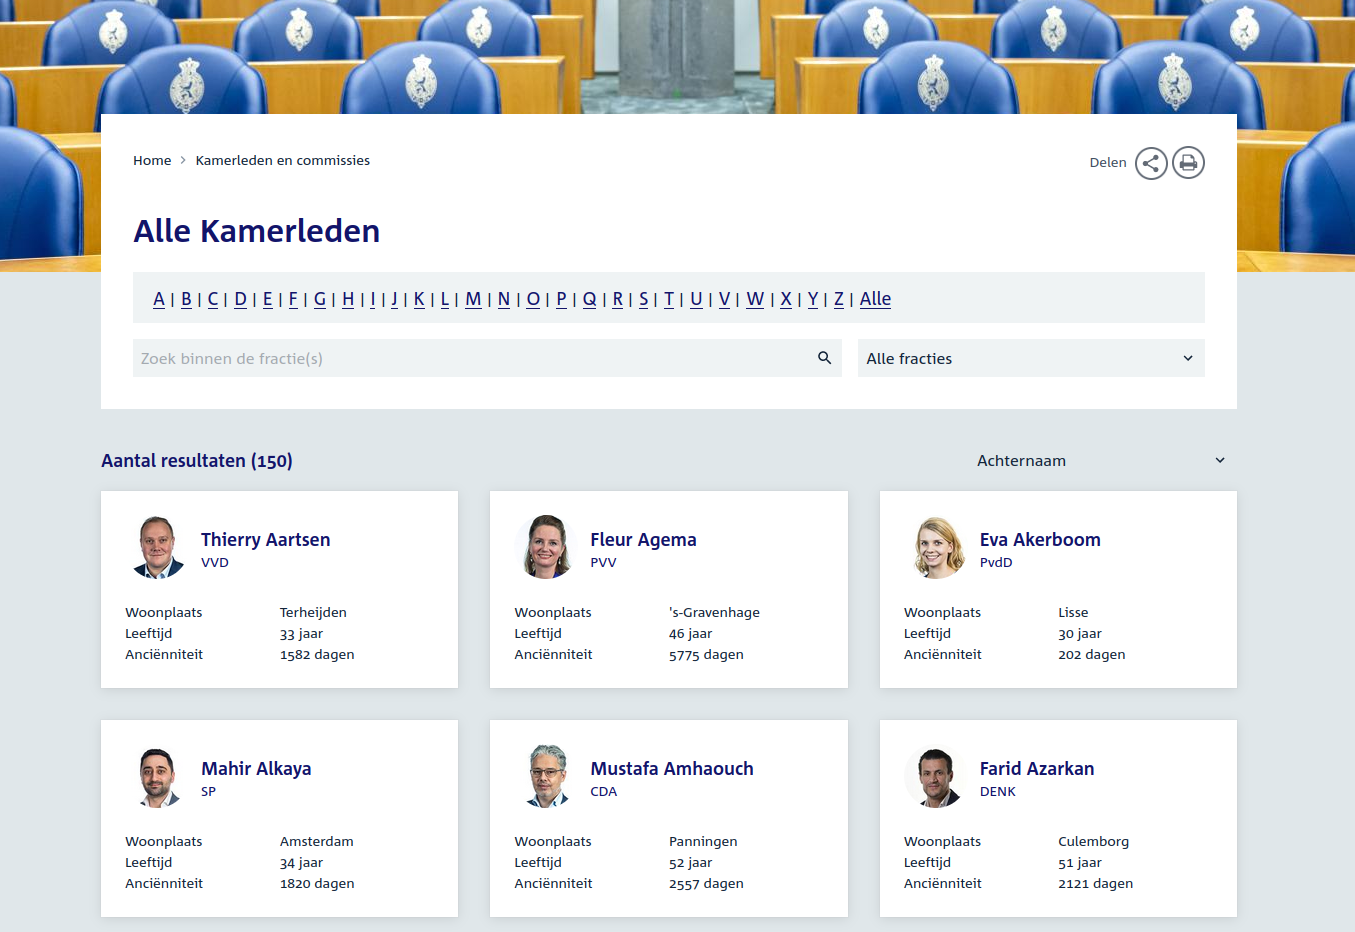 Home > Kamerleden en commissies
Delen
Alle Kamerleden
A | B | C | D | E | F | G | H | I | J | K | L | M | N | O | P | Q | R | S | T | U | V | W | X | Y | Z | Alle
Zoek binnen de fractie(s)
Alle fracties
Aantal resultaten (150)
Achternaam
Thierry Aartsen
VVD
Woonplaats Terheijden
Leeftijd 33 jaar
Anciënniteit 1582 dagen
Fleur Agema
PVV
Woonplaats 's-Gravenhage
Leeftijd 46 jaar
Anciënniteit 5775 dagen
Eva Akerboom
PvdD
Woonplaats Lisse
Leeftijd 30 jaar
Anciënniteit 202 dagen
Mahir Alkaya
SP
Woonplaats Amsterdam
Leeftijd 34 jaar
Anciënniteit 1820 dagen
Mustafa Amhaouch
CDA
Woonplaats Panningen
Leeftijd 52 jaar
Anciënniteit 2557 dagen
Farid Azarkan
DENK
Woonplaats Culemborg
Leeftijd 51 jaar
Anciënniteit 2121 dagen